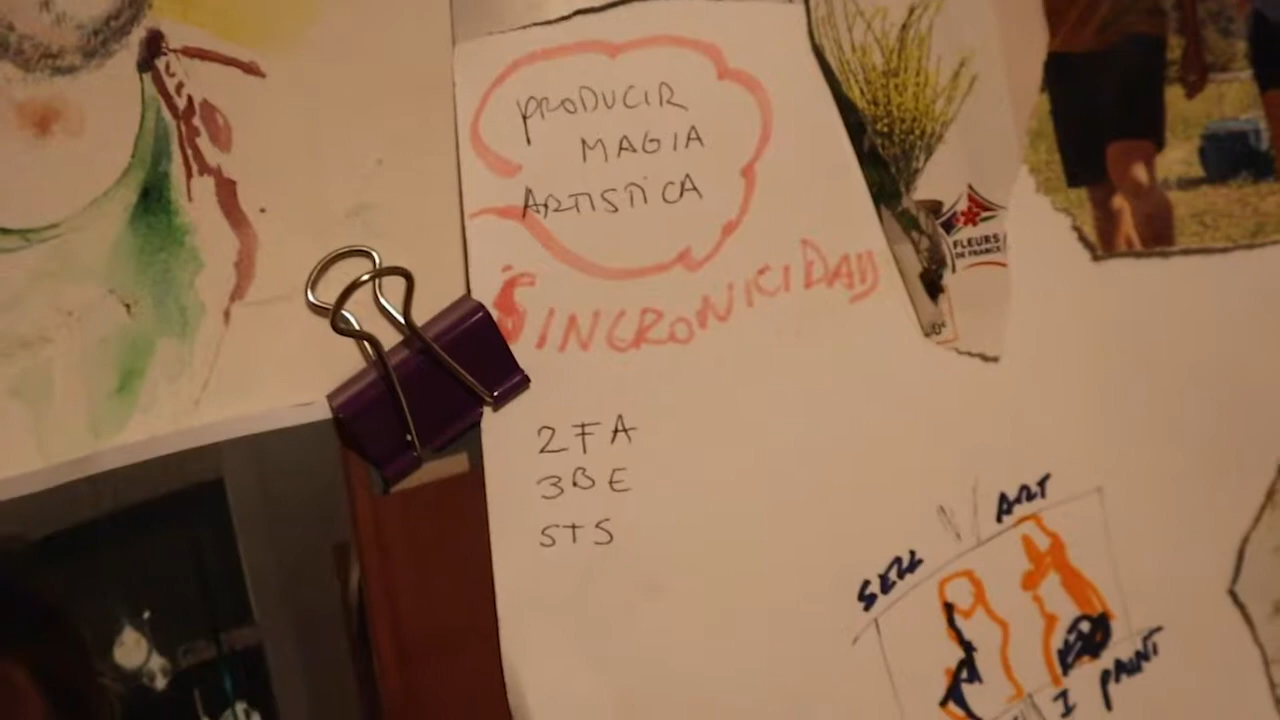 PRODUCIR
MAGIA
ARTISTICA
SINCRONICIDAD
FLEURS
DE FRANCE
2FA
3BE
STS
ART
SELL
I PAINT